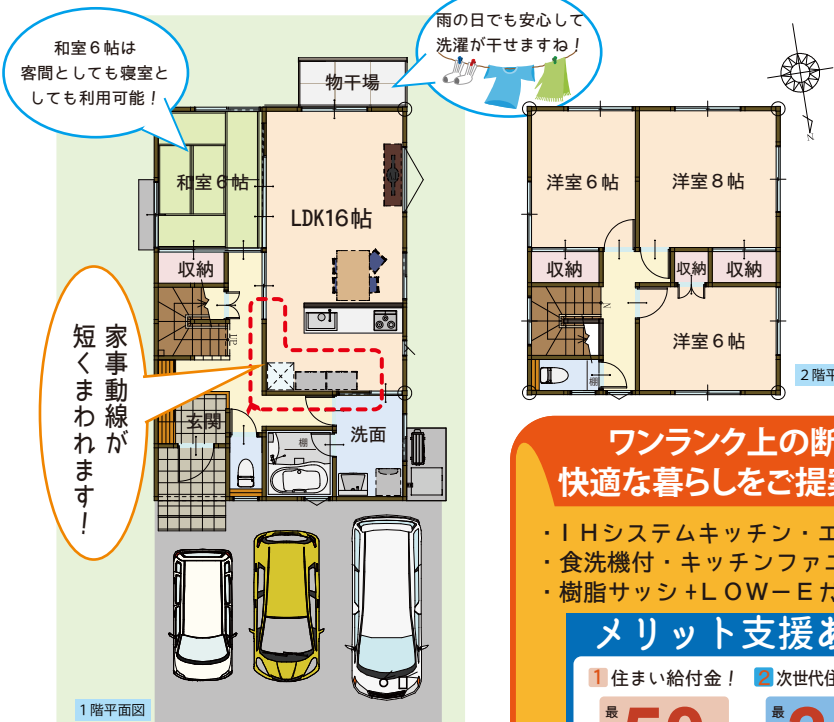 和室6帖は
客間としても寝室と
しても利用可能！
雨の日でも安心して
洗濯が干せますね！
物干場
和室6帖
LDK16帖
収納
UP
家事動線が
短くまわれます！
玄関
棚
洗面
1階平面図
N
洋室6帖
洋室8帖
収納
収納
収納
洋室6帖
棚
2階平
ワンランク上の断
快適な暮らしをご提案
・IHシステムキッチン・エ
・食洗機付・キッチンファニ
・樹脂サッシ+LOW－Eガ
メリット支援あ
1 住まい給付金！
2 次世代住
最
50
最